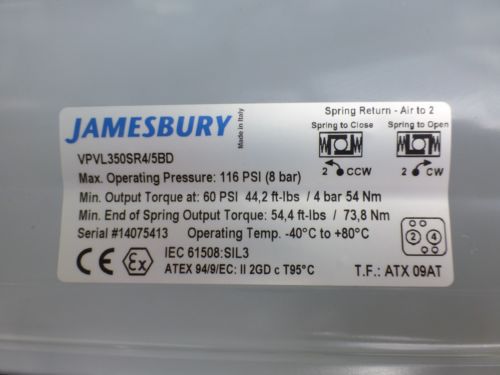 JAMESBURY
Made in Italy
Spring Return - Air to 2
Spring to Close Spring to Open
2 CCW 2 CW
VPVL350SR4/5BD
Max. Operating Pressure: 116 PSI (8 bar)
Min. Output Torque at: 60 PSI 44,2 ft-lbs / 4 bar 54 Nm
Min. End of Spring Output Torque: 54,4 ft-lbs / 73,8 Nm
Serial #14075413 Operating Temp. -40°C to +80°C
2 4
CE Ex IEC 61508:SIL3
ATEX 94/9/EC: II 2GD c T95°C T.F.: ATX 09AT